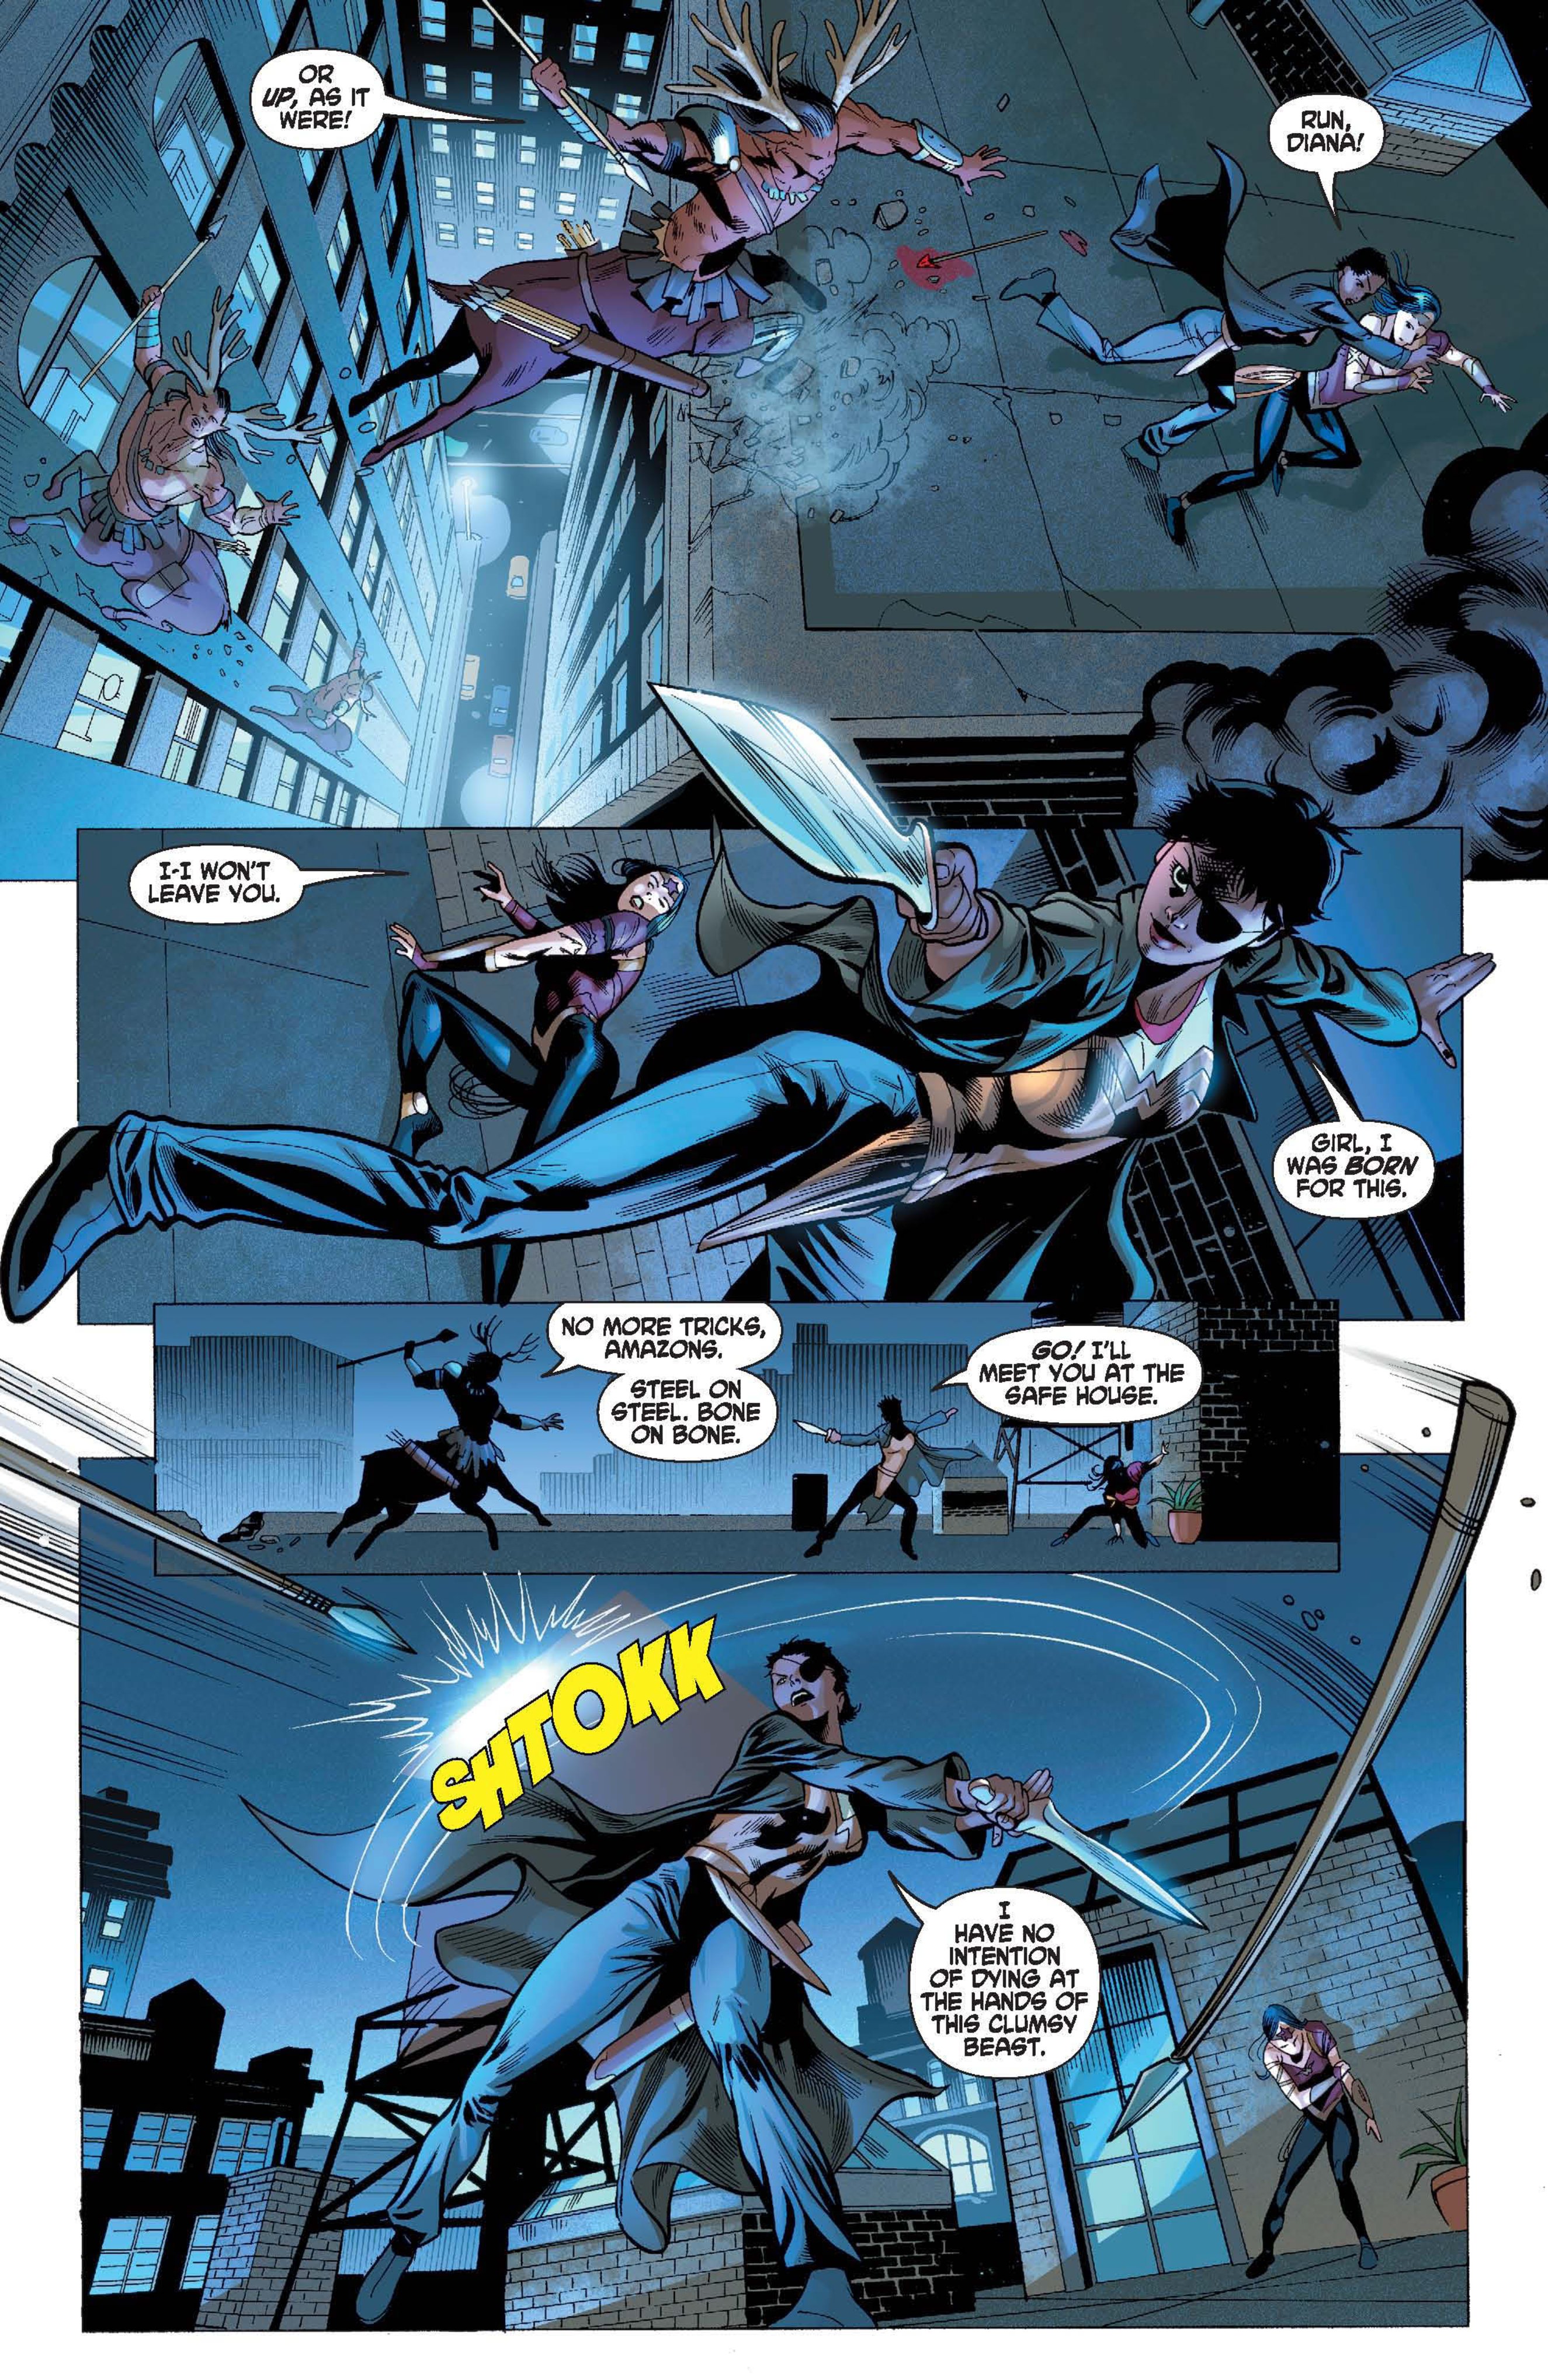 OR
UP, AS IT
WERE!
RUN,
DIANA!
I-I WON'T
LEAVE YOU.
GIRL, I
WAS BORN
FOR THIS.
NO MORE TRICKS,
AMAZONS.
STEEL ON
STEEL. BONE
ON BONE.
GO! I'LL
MEET YOU AT THE
SAFE HOUSE.
SHTOKK
I
HAVE NO
INTENTION
OF DYING AT
THE HANDS OF
THIS CLUMSY
BEAST.